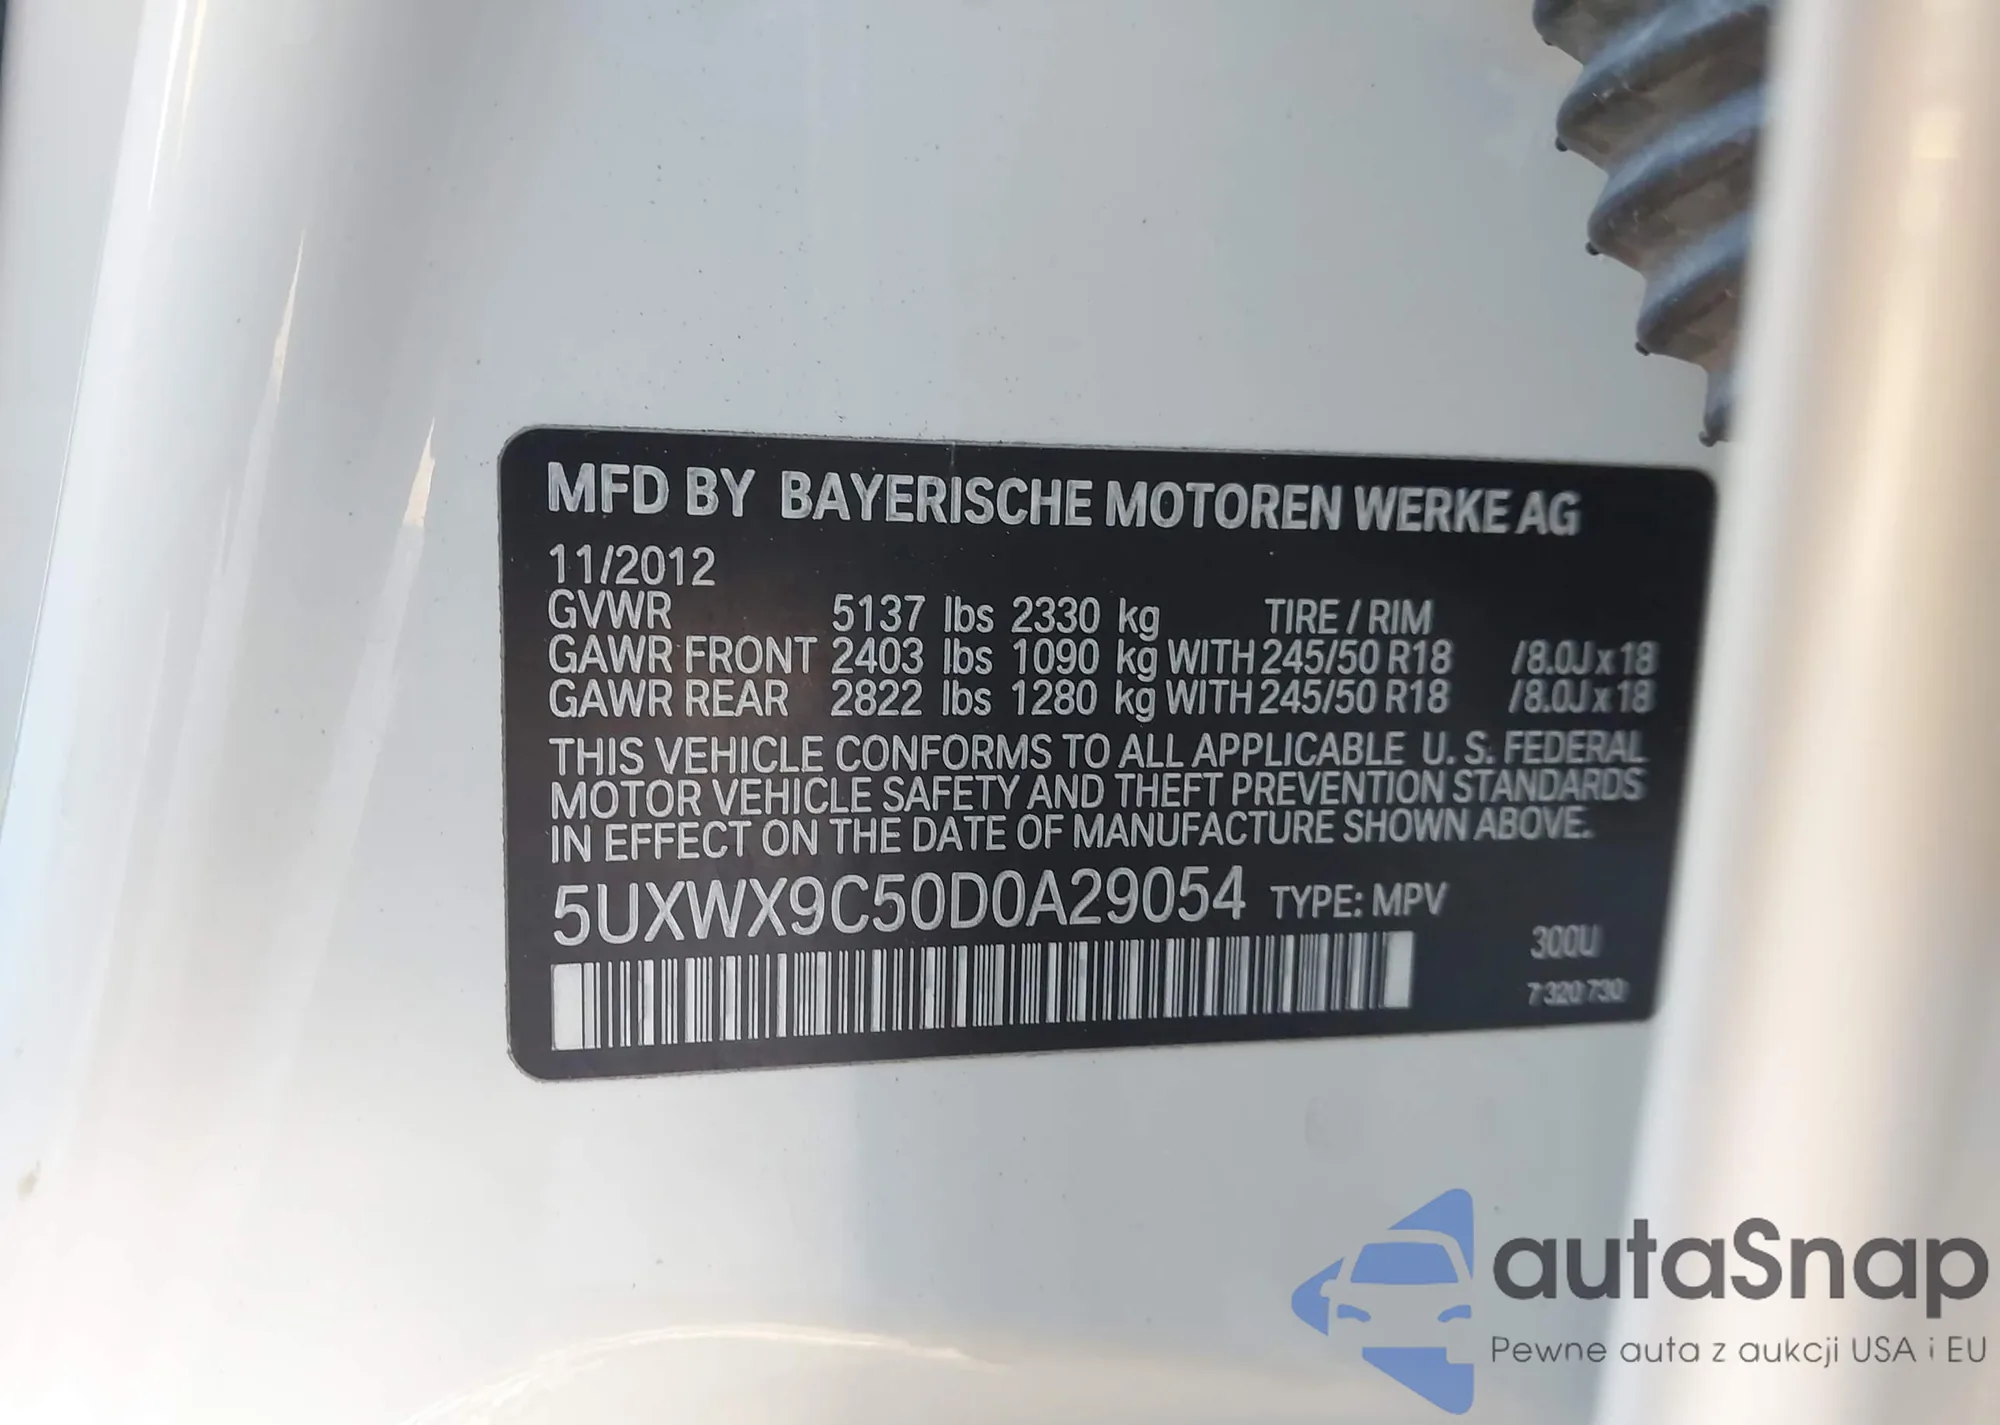 MFD BY BAYERISCHE MOTOREN WERKE AG
11/2012
GVWR 5137 lbs 2330 kg TIRE / RIM
GAWR FRONT 2403 lbs 1090 kg WITH 245/50 R18 /8.0J x 18
GAWR REAR 2822 lbs 1280 kg WITH 245/50 R18 /8.0J x 18
THIS VEHICLE CONFORMS TO ALL APPLICABLE U. S. FEDERAL
MOTOR VEHICLE SAFETY AND THEFT PREVENTION STANDARDS
IN EFFECT ON THE DATE OF MANUFACTURE SHOWN ABOVE.
5UXWX9C50D0A29054 TYPE: MPV
300U
7 320 730
autaSnap
Pewne auta z aukcji USA i EU